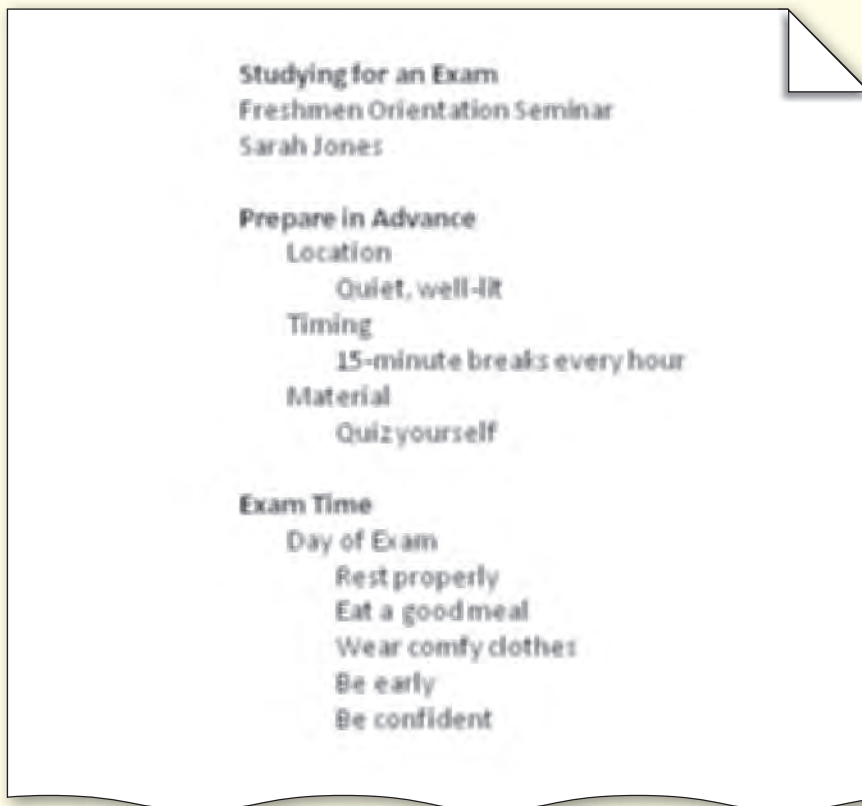 Studying for an Exam
Freshmen Orientation Seminar
Sarah Jones
Prepare in Advance
Location
Quiet, well-lit
Timing
15-minute breaks every hour
Material
Quiz yourself
Exam Time
Day of Exam
Rest properly
Eat a good meal
Wear comfy clothes
Be early
Be confident